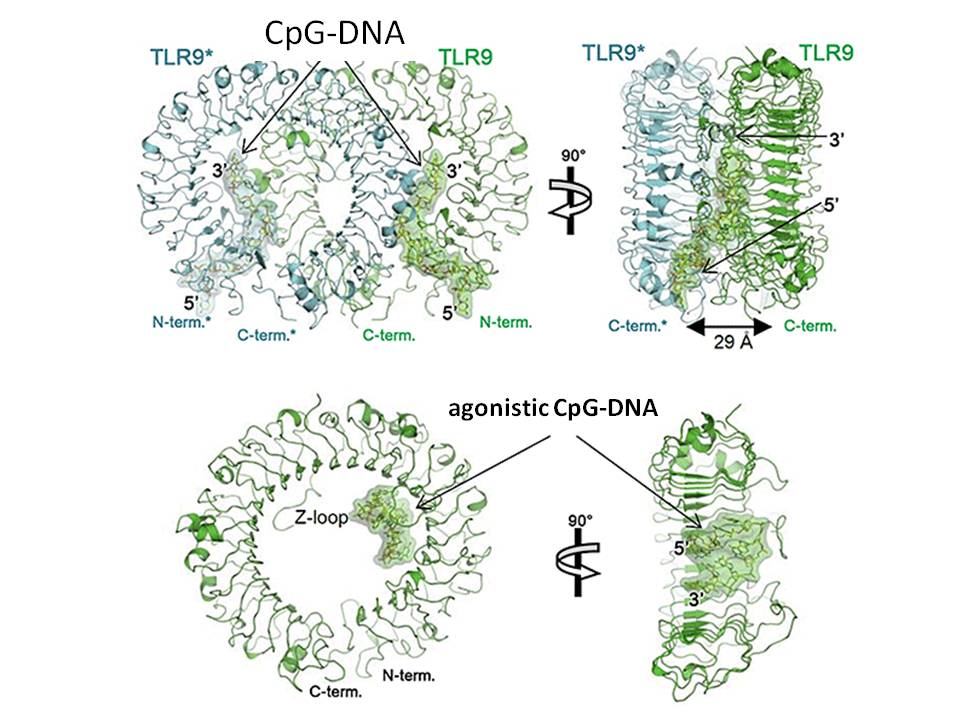 CpG-DNA
TLR9*
TLR9
TLR9*
TLR9
3’
3’
90°
3’
5’
5’
5’
N-term.*
C-term.*
C-term.
N-term.
C-term.*
C-term.
29 Å
agonistic CpG-DNA
Z-loop
90°
5’
3’
N-term.
C-term.